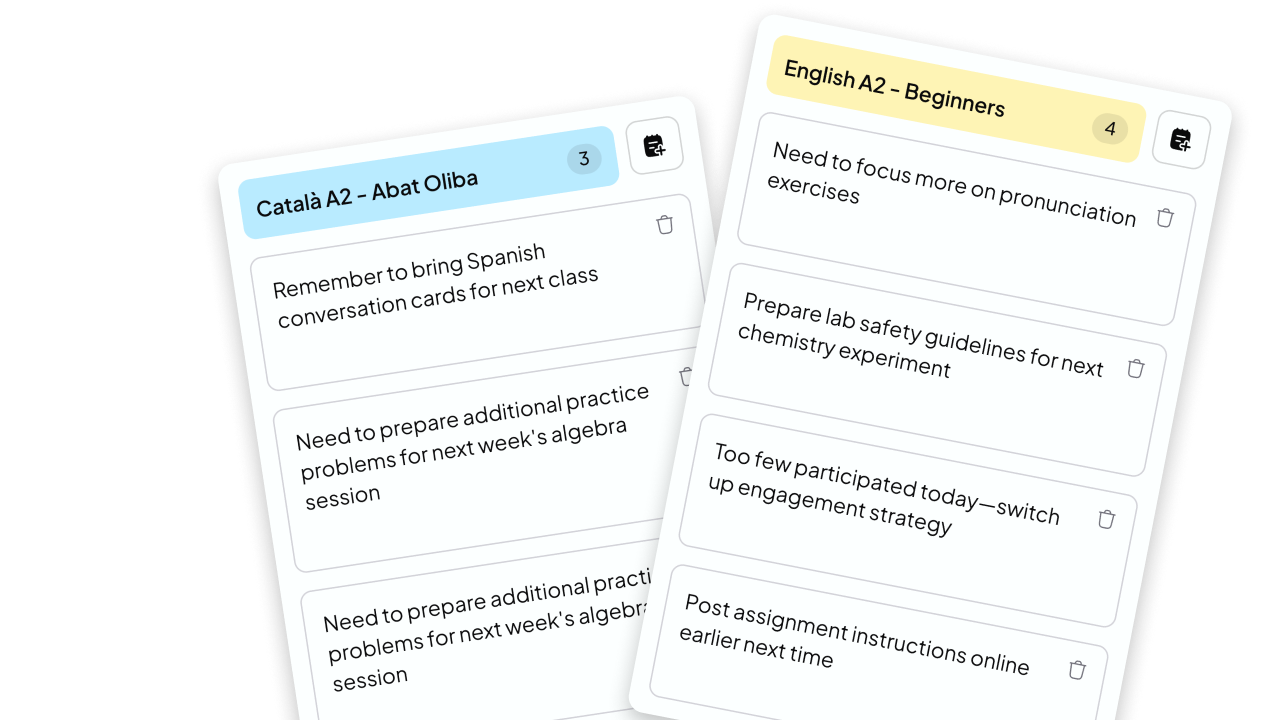 Català A2 - Abat Oliba
3
Remember to bring Spanish
conversation cards for next class
Need to prepare additional practice
problems for next week's algebra
session
Need to prepare additional
problems for next week's algebra
session
English A2 - Beginners
4
Need to focus more on pronunciation
exercises
Prepare lab safety guidelines for next
chemistry experiment
Too few participated today—switch
up engagement strategy
Post assignment instructions online
earlier next time